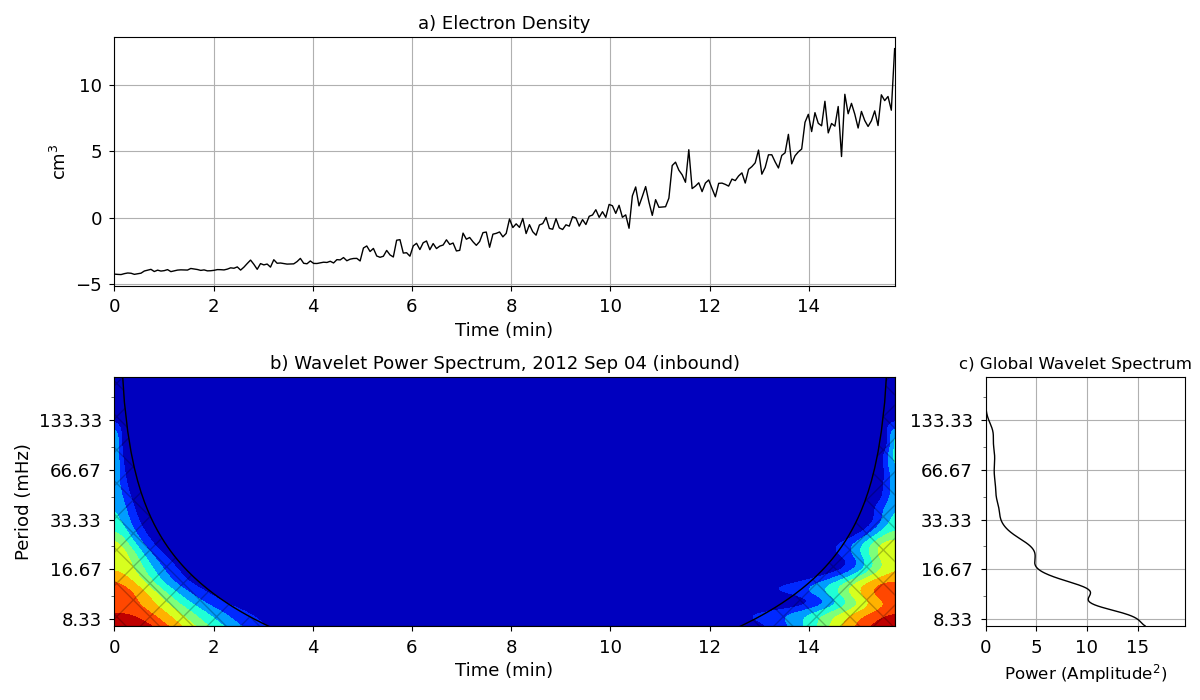 a) Electron Density
10
5
0
−5
cm³
0 2 4 6 8 10 12 14
Time (min)
b) Wavelet Power Spectrum, 2012 Sep 04 (inbound)
133.33
66.67
33.33
16.67
8.33
Period (mHz)
0 2 4 6 8 10 12 14
Time (min)
c) Global Wavelet Spectrum
133.33
66.67
33.33
16.67
8.33
0 5 10 15
Power (Amplitude²)